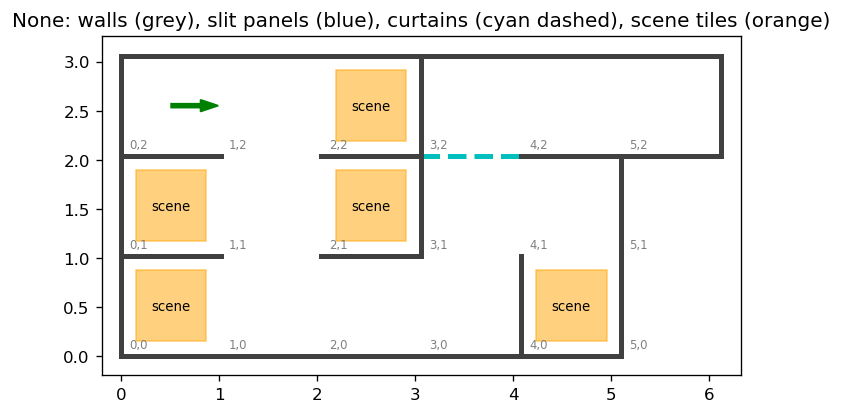 None: walls (grey), slit panels (blue), curtains (cyan dashed), scene tiles (orange)
3.0
2.5
scene
0,2 1,2 2,2 3,2 4,2 5,2
2.0
1.5
scene scene
0,1 1,1 2,1 3,1 4,1 5,1
1.0
0.5
scene scene
0,0 1,0 2,0 3,0 4,0 5,0
0.0
0 1 2 3 4 5 6